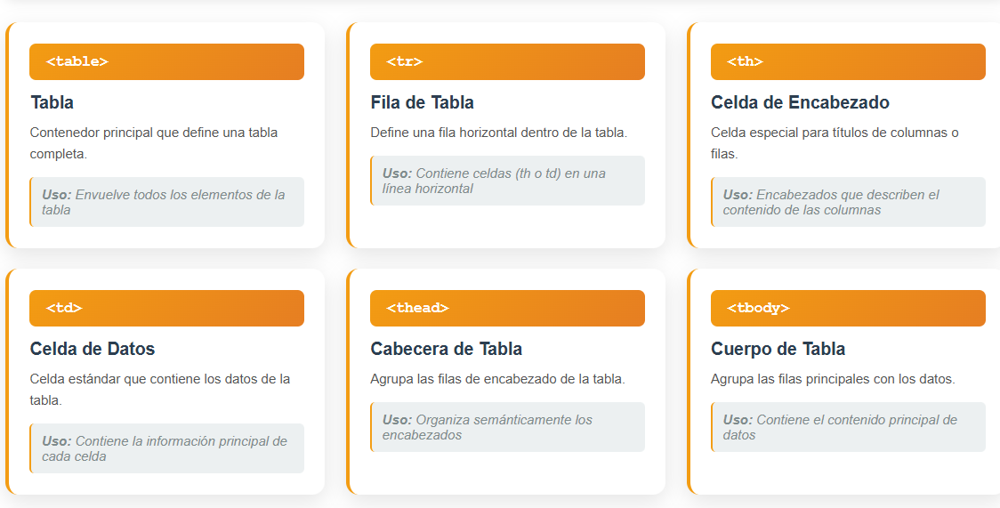 <table>
Tabla
Contenedor principal que define una tabla
completa.
Uso: Envuelve todos los elementos de la
tabla
<tr>
Fila de Tabla
Define una fila horizontal dentro de la tabla.
Uso: Contiene celdas (th o td) en una
línea horizontal
<th>
Celda de Encabezado
Celda especial para títulos de columnas o
filas.
Uso: Encabezados que describen el
contenido de las columnas
<td>
Celda de Datos
Celda estándar que contiene los datos de la
tabla.
Uso: Contiene la información principal de
cada celda
<thead>
Cabecera de Tabla
Agrupa las filas de encabezado de la tabla.
Uso: Organiza semánticamente los
encabezados
<tbody>
Cuerpo de Tabla
Agrupa las filas principales con los datos.
Uso: Contiene el contenido principal de
datos